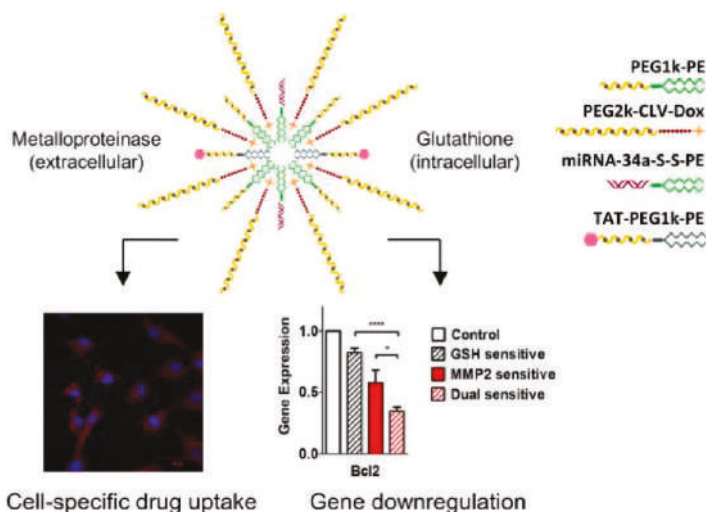 Metalloproteinase
(extracellular)
Glutathione
(intracellular)
PEG1k-PE
PEG2k-CLV-Dox
miRNA-34a-S-S-PE
TAT-PEG1k-PE
Gene Expression
1.0
0.5
0.0
****
*
Bcl2
Control
GSH sensitive
MMP2 sensitive
Dual sensitive
Cell-specific drug uptake
Gene downregulation